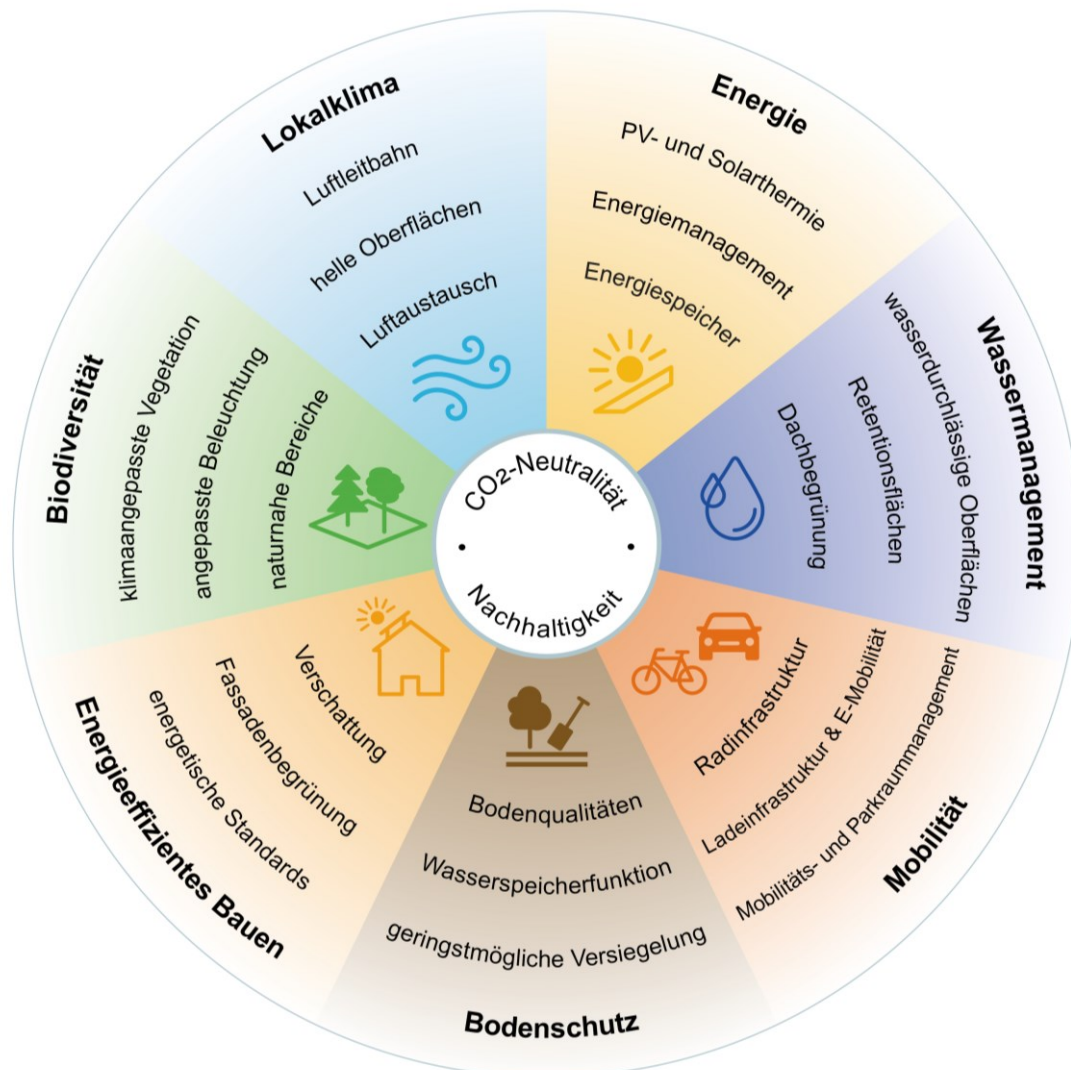 Lokalklima
Luftleitbahn
helle Oberflächen
Luftaustausch
Energie
PV- und Solarthermie
Energiemanagement
Energiespeicher
Wassermanagement
wasserdurchlässige Oberflächen
Retentionsflächen
Dachbegrünung
Mobilität
Mobilitäts- und Parkraummanagement
Ladeinfrastruktur & E-Mobilität
Radinfrastruktur
Bodenqualitäten
Wasserspeicherfunktion
geringstmögliche Versiegelung
Bodenschutz
Energieeffizientes Bauen
energetische Standards
Fassadenbegrünung
Verschattung
Biodiversität
klimaangepasste Vegetation
angepasste Beleuchtung
naturnahe Bereiche
CO2-Neutralität
• •
Nachhaltigkeit